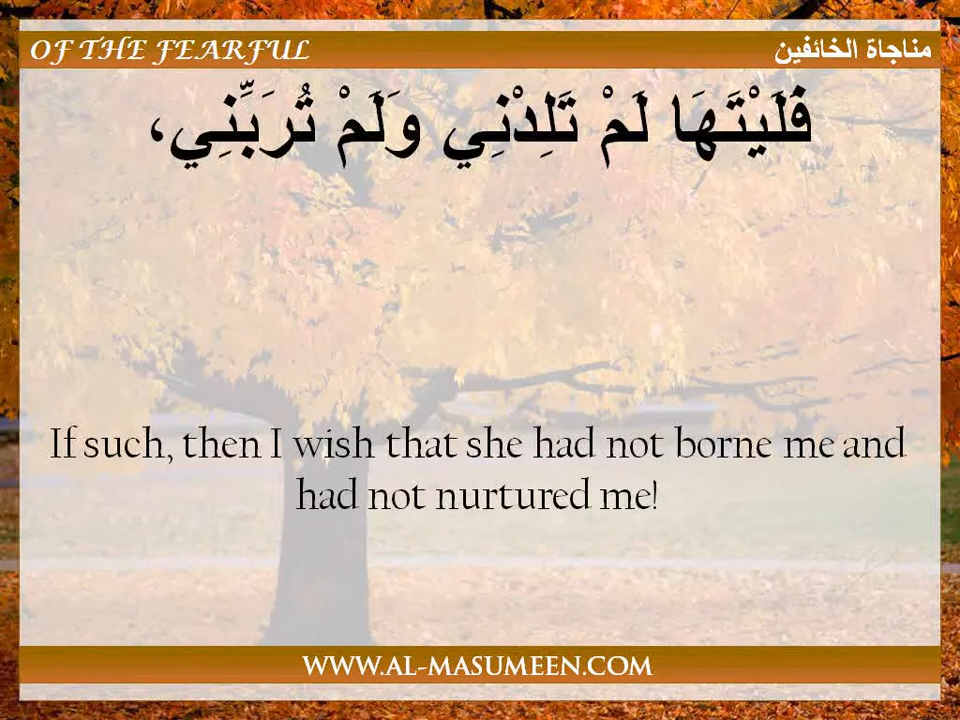 OF THE FEARFUL
مناجاة الخائفين
فَلَيْتَهَا لَمْ تَلِدْنِي وَلَمْ تُرَبِّنِي،
If such, then I wish that she had not borne me and
had not nurtured me!
WWW.AL-MASUMEEN.COM